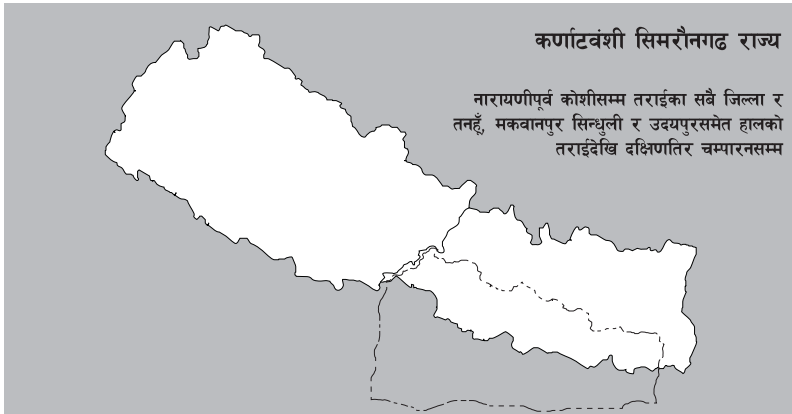 कर्णाटवंशी सिमरौनगढ राज्य
नारायणीपूर्व कोशीसम्म तराईका सबै जिल्ला र
तनहूँ, मकवानपुर सिन्धुली र उदयपुरसमेत हालको
तराईदेखि दक्षिणतिर चम्पारनसम्म